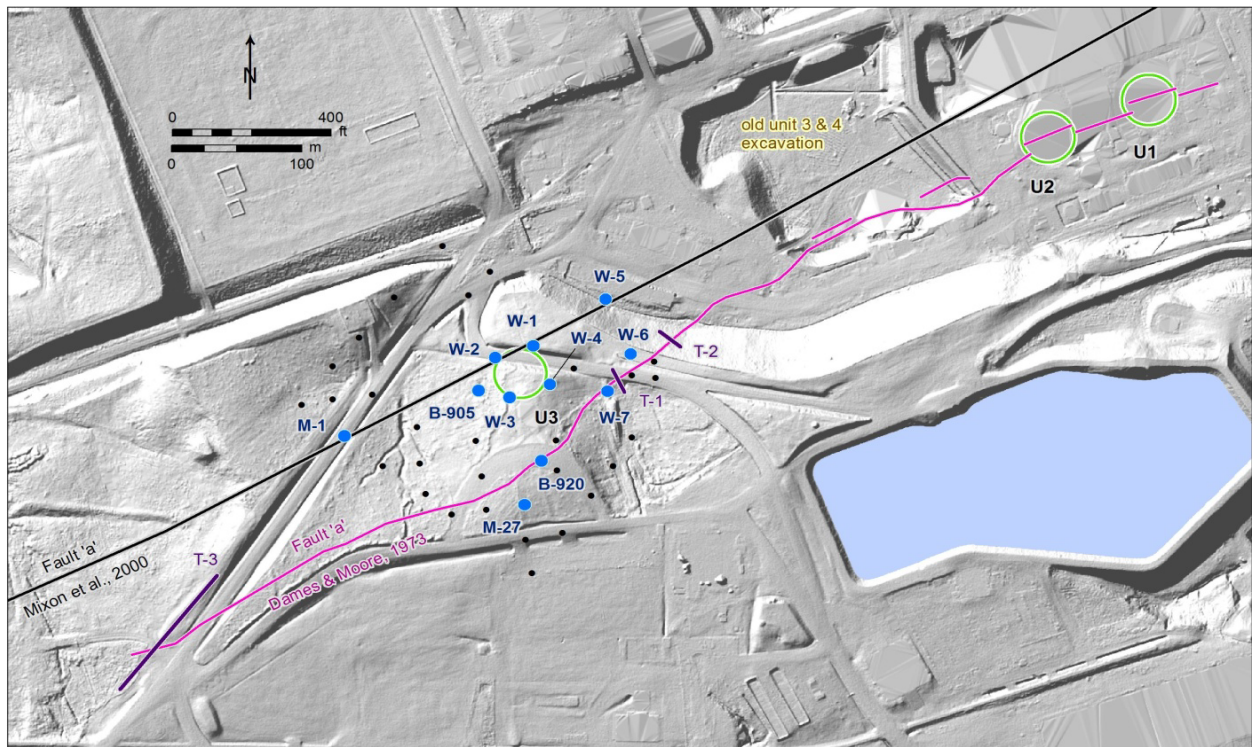 N
0 400
ft
m
0 100
old unit 3 & 4
excavation
U1
U2
W-5
W-1
W-4
W-6
W-2
T-2
T-1
B-905
W-3
U3
W-7
M-1
B-920
M-27
T-3
Fault 'a'
Mixon et al., 2000
Fault 'a'
Dames & Moore, 1973